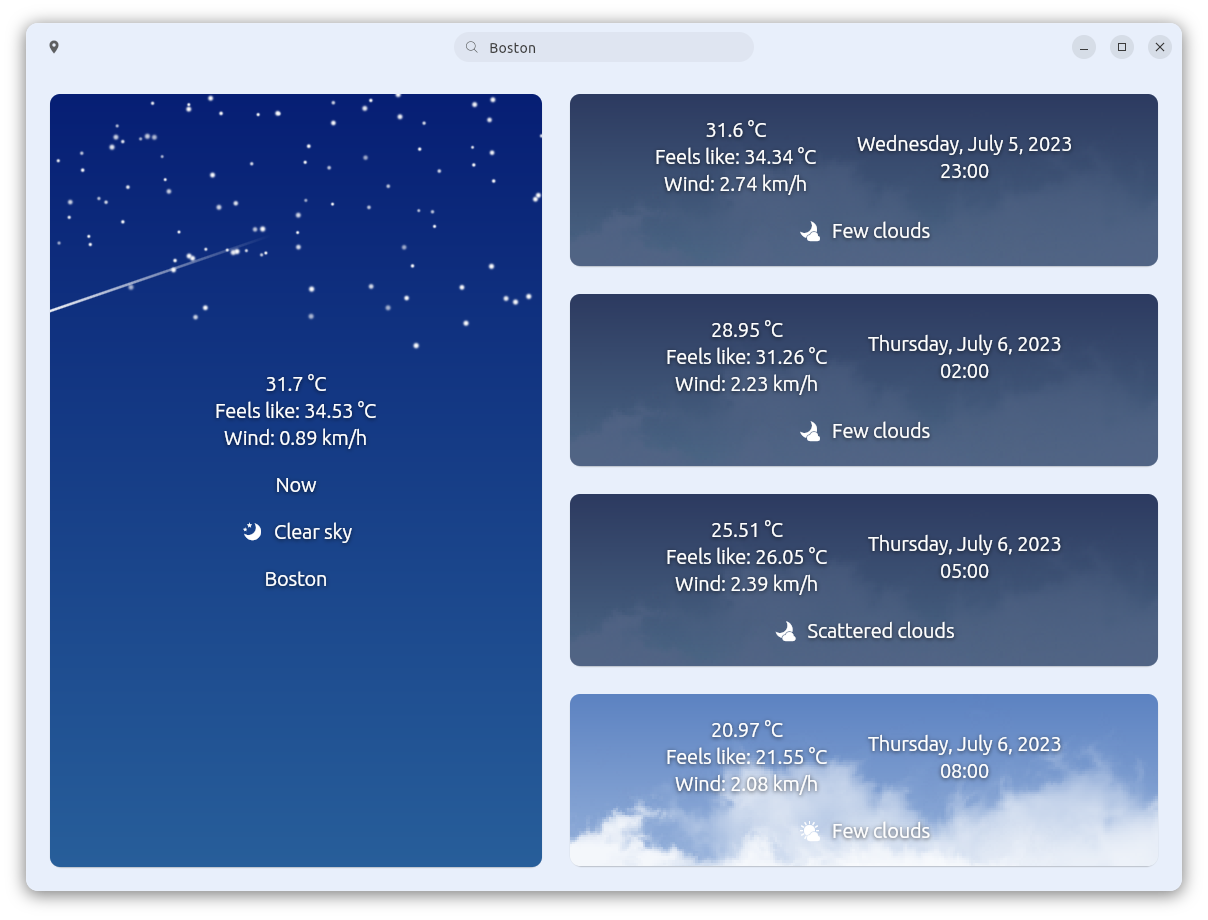 Boston
31.7 °C
Feels like: 34.53 °C
Wind: 0.89 km/h
Now
Clear sky
Boston
31.6 °C
Feels like: 34.34 °C
Wind: 2.74 km/h
Wednesday, July 5, 2023
23:00
Few clouds
28.95 °C
Feels like: 31.26 °C
Wind: 2.23 km/h
Thursday, July 6, 2023
02:00
Few clouds
25.51 °C
Feels like: 26.05 °C
Wind: 2.39 km/h
Thursday, July 6, 2023
05:00
Scattered clouds
20.97 °C
Feels like: 21.55 °C
Wind: 2.08 km/h
Thursday, July 6, 2023
08:00
Few clouds